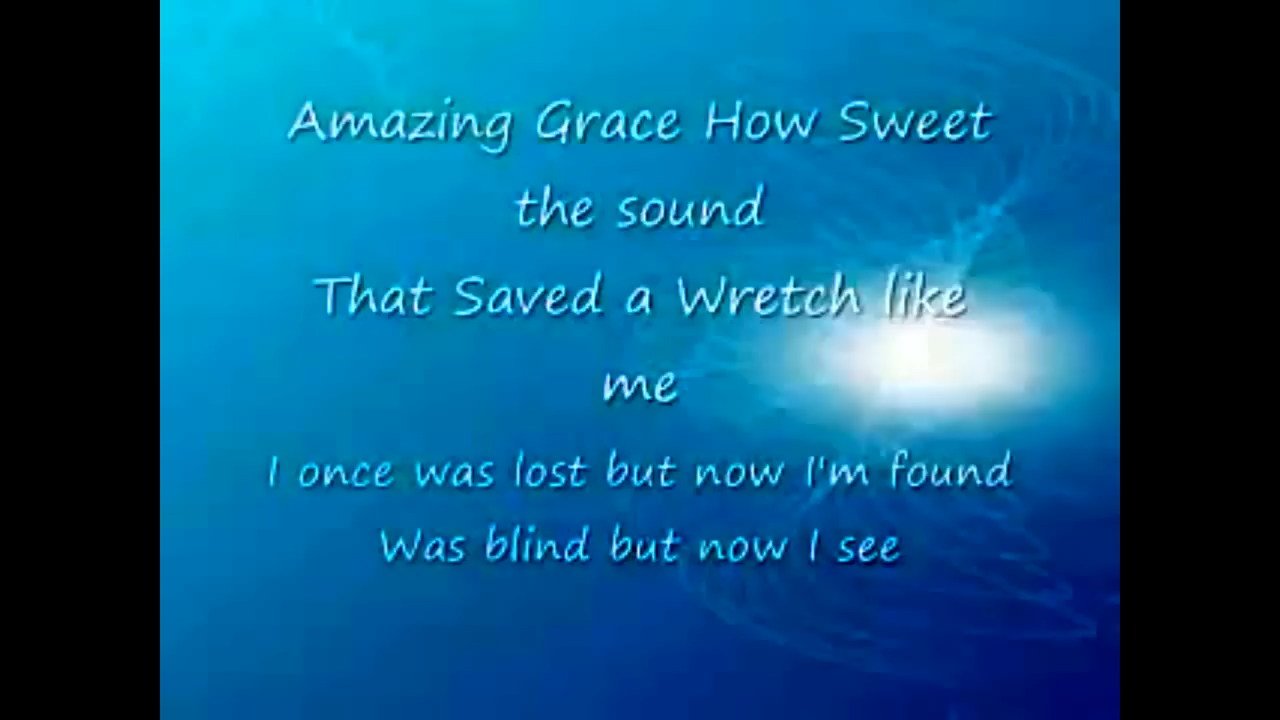 Amazing Grace How Sweet
the sound
That Saved a Wretch like
me
I once was lost but now I'm found
Was blind but now I see